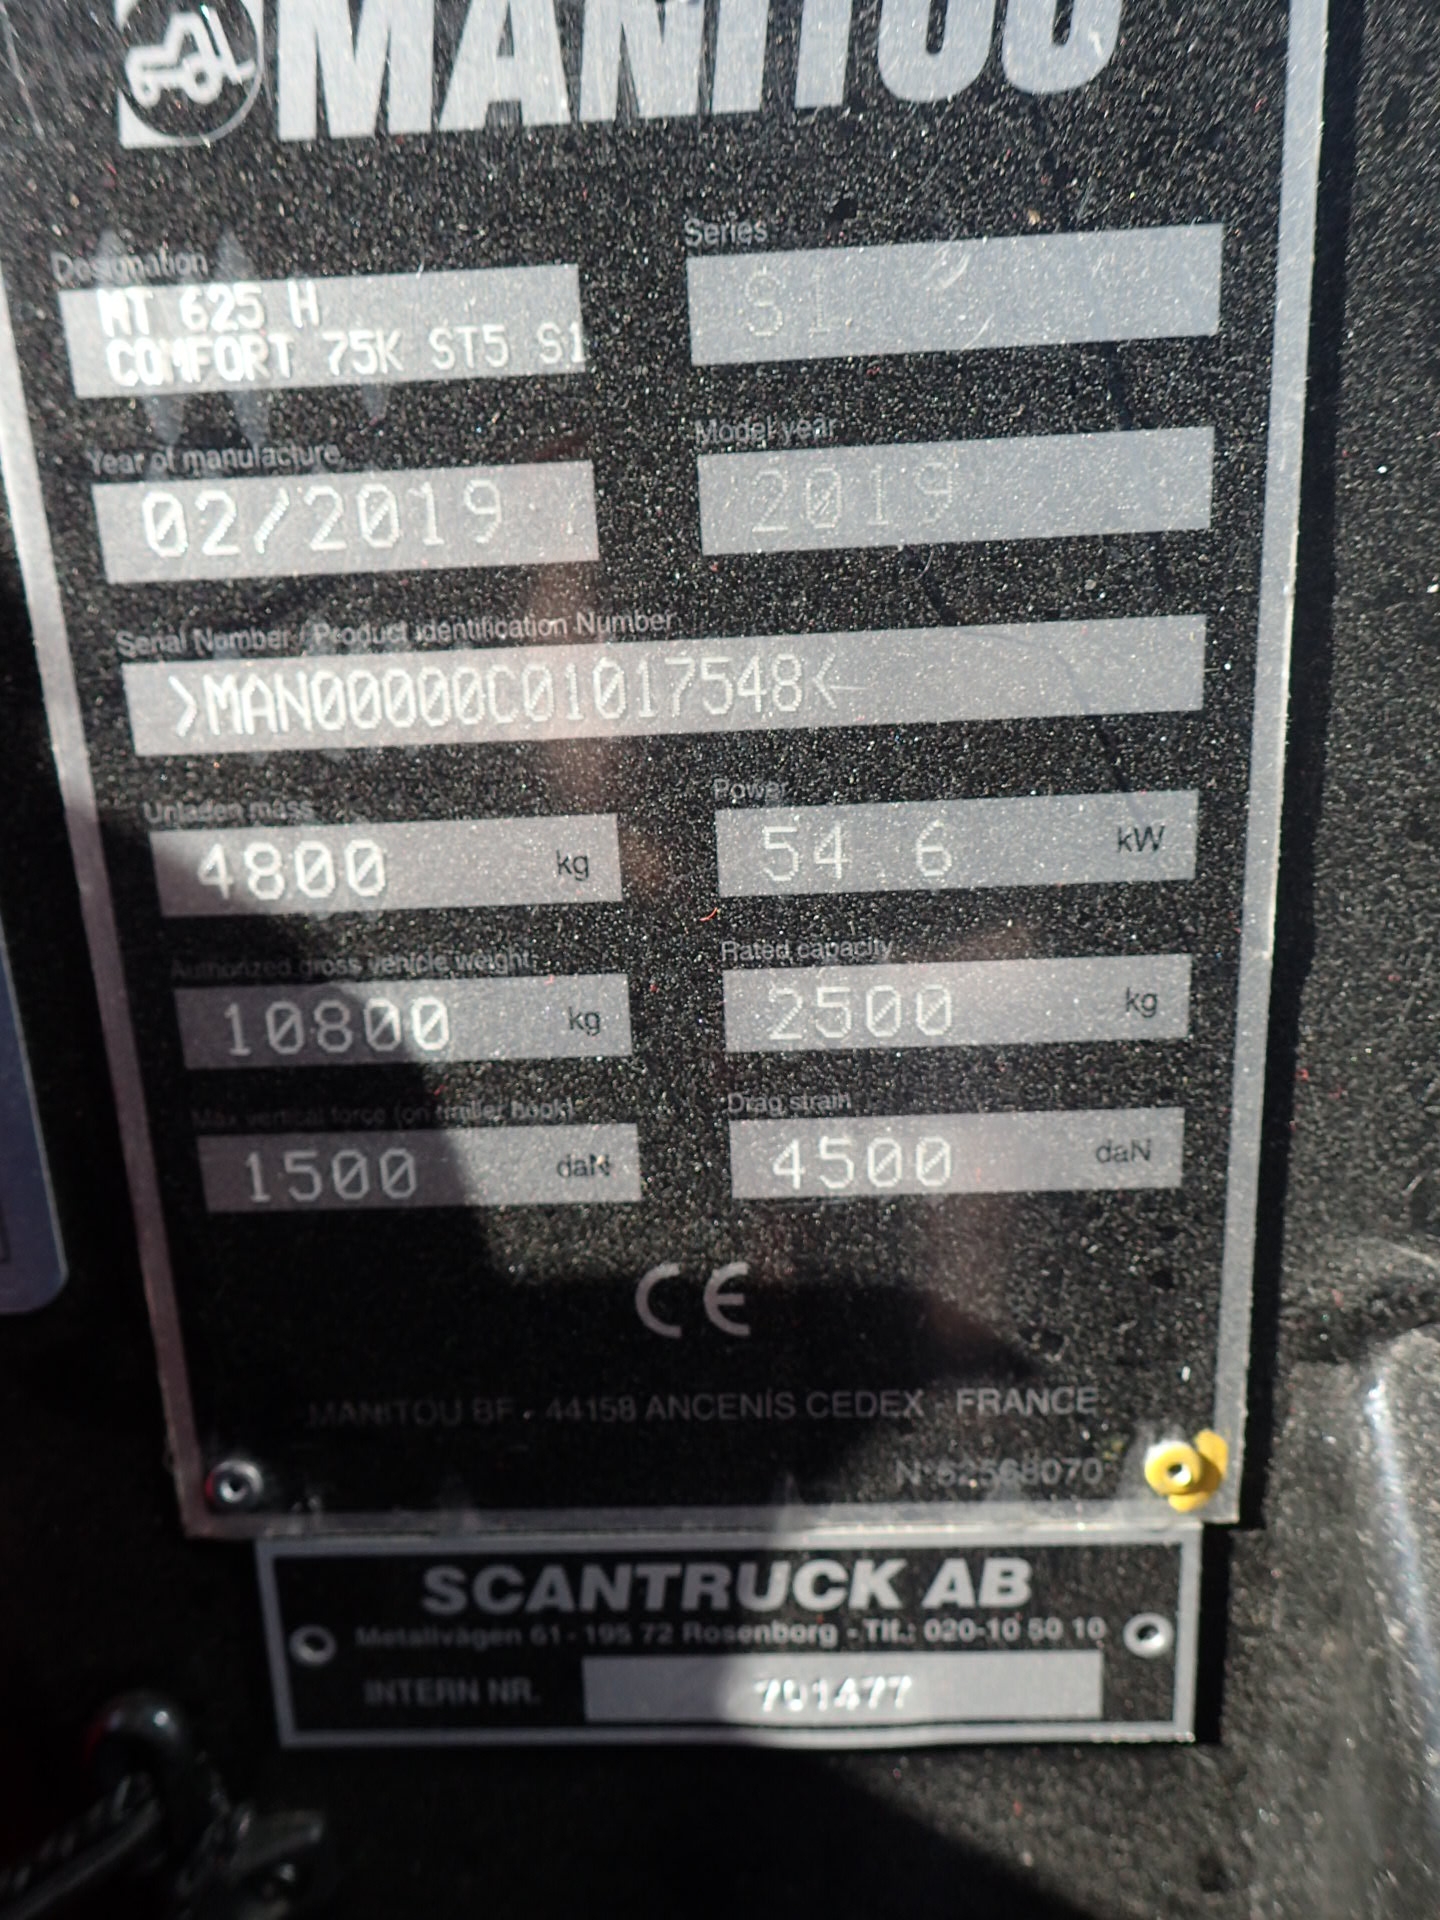 MANITOU
Designation
MT 625 H
COMFORT 75K ST5 S1
Series
S1
Year of manufacture
02/2019
Model year
2019
Serial Number / Product identification Number
>MAN00000C01017548<
Unladen mass
4800 kg
Power
54 6 kW
Authorized gross vehicle weight
10800 kg
Rated capacity
2500 kg
Max vertical force (on trailer hook)
1500 daN
Drag strain
4500 daN
CE
MANITOU BF - 44158 ANCENIS CEDEX - FRANCE
N°52568070
SCANTRUCK AB
Metallvägen 61 - 195 72 Rosersborg - Tlf.: 020-10 50 10
INTERN NR.
701477